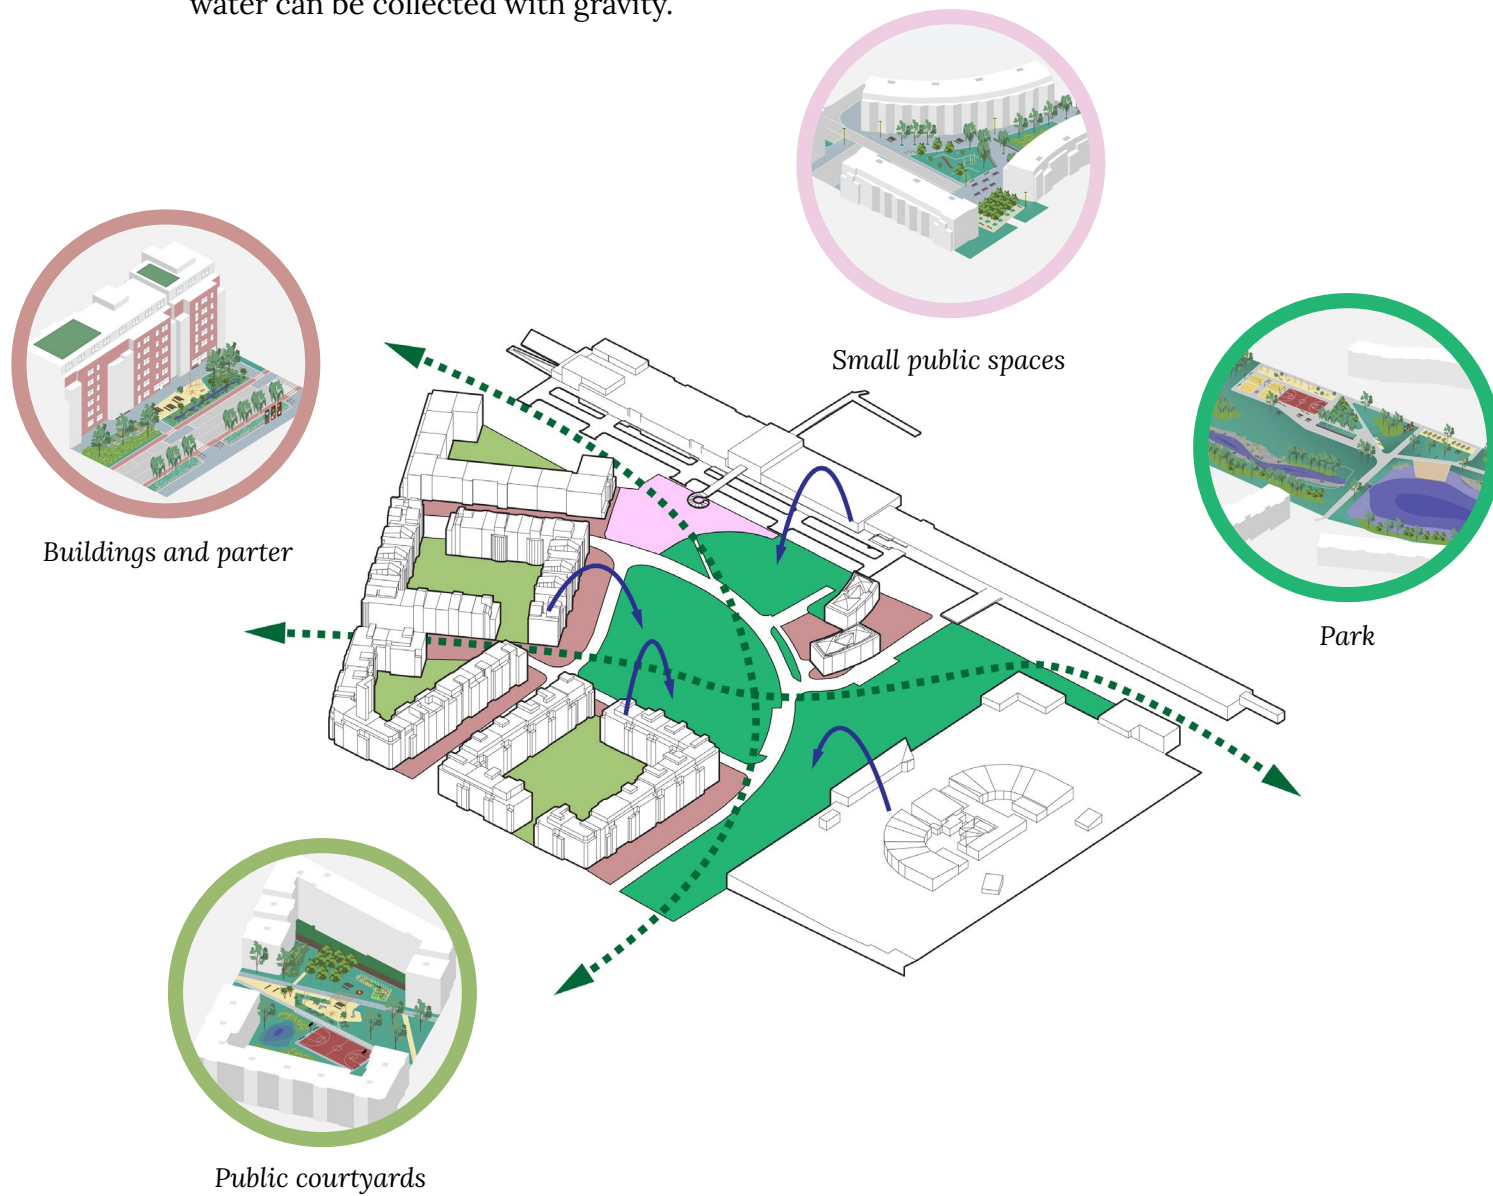 water can be collected with gravity.
Small public spaces
Buildings and parter
Park
Public courtyards